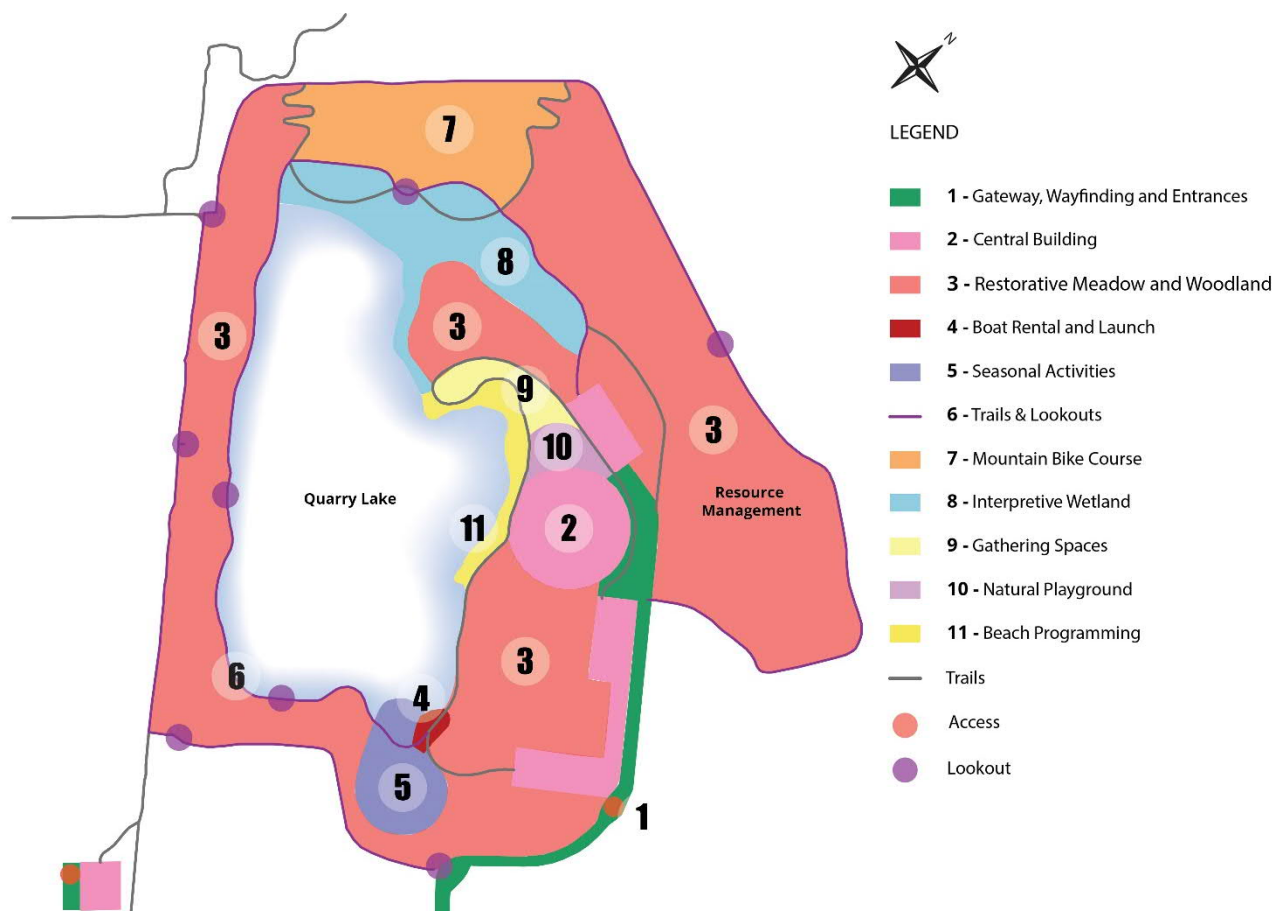 N
LEGEND
1 - Gateway, Wayfinding and Entrances
2 - Central Building
3 - Restorative Meadow and Woodland
4 - Boat Rental and Launch
5 - Seasonal Activities
6 - Trails & Lookouts
7 - Mountain Bike Course
8 - Interpretive Wetland
9 - Gathering Spaces
10 - Natural Playground
11 - Beach Programming
Trails
Access
Lookout
7
8
3
3
9
3
10
Quarry Lake
Resource
Management
11
2
3
6
4
5
1